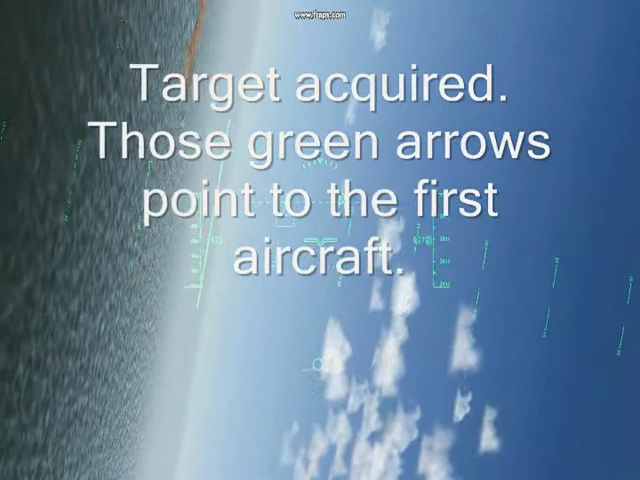 www.fraps.com
Target acquired.
Those green arrows
point to the first
aircraft.